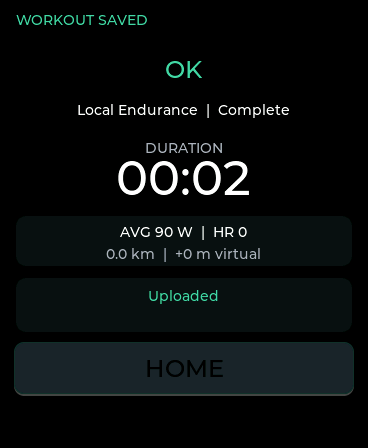 WORKOUT SAVED
OK
Local Endurance | Complete
DURATION
00:02
AVG 90 W | HR 0
0.0 km | +0 m virtual
Uploaded
HOME